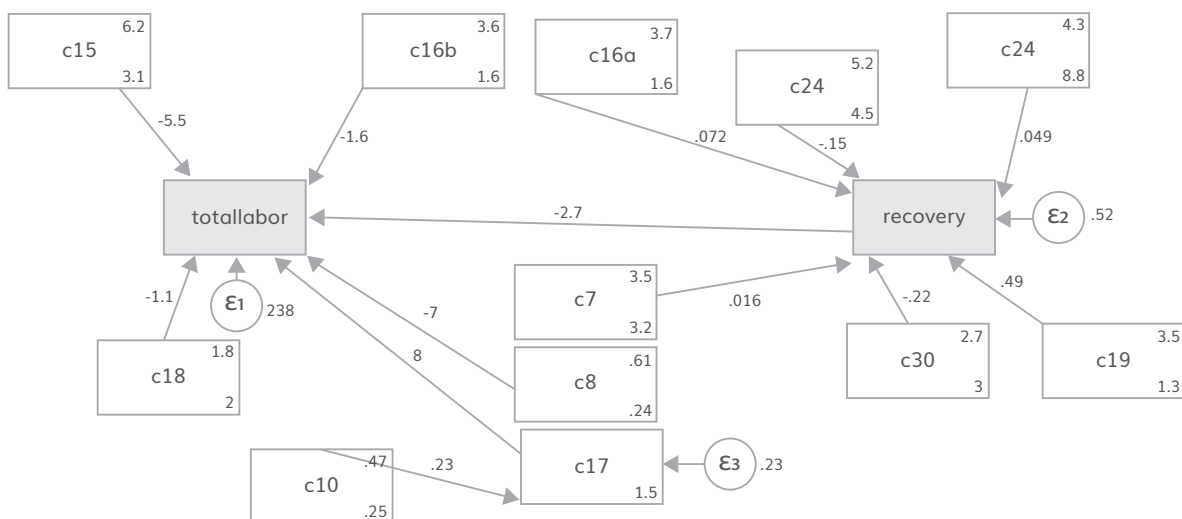 6.2
c15
3.1
3.6
c16b
1.6
3.7
c16a
1.6
5.2
c24
4.5
4.3
c24
8.8
-5.5
-1.6
.072
-.15
.049
totallabor
-2.7
recovery
ε2 .52
-1.1
ε1 238
-7
8
3.5
c7
3.2
.016
-.22
.49
1.8
c18
2
.61
c8
.24
2.7
c30
3
3.5
c19
1.3
.47
c10
.25
.23
c17
1.5
ε3 .23